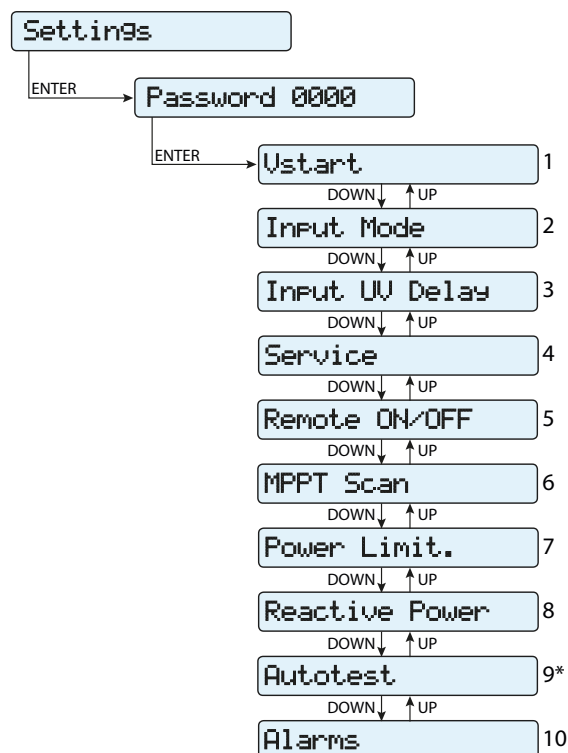 Settings
ENTER
Password 0000
ENTER
Vstart 1
DOWN UP
Input Mode 2
DOWN UP
Input UV Delay 3
DOWN UP
Service 4
DOWN UP
Remote ON/OFF 5
DOWN UP
MPPT Scan 6
DOWN UP
Power Limit. 7
DOWN UP
Reactive Power 8
DOWN UP
Autotest 9*
DOWN UP
Alarms 10